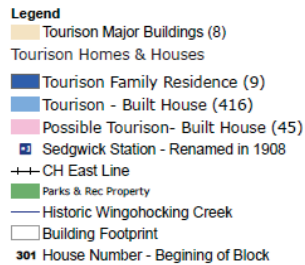 Legend
Tourison Major Buildings (8)
Tourison Homes & Houses
Tourison Family Residence (9)
Tourison - Built House (416)
Possible Tourison- Built House (45)
Sedgwick Station - Renamed in 1908
CH East Line
Parks & Rec Property
Historic Wingohocking Creek
Building Footprint
301 House Number - Begining of Block